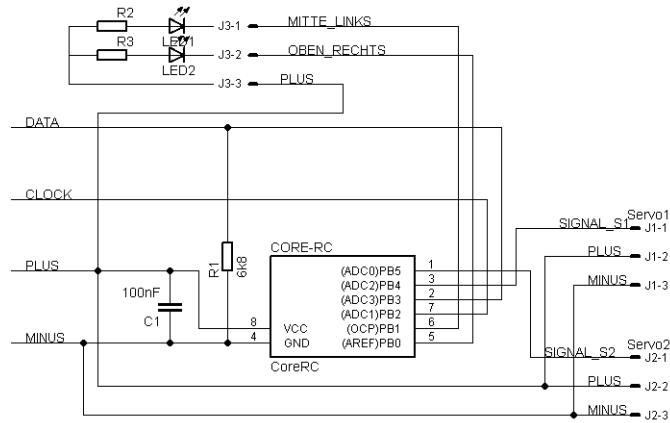 R2
J3-1
MITTE_LINKS
LED1
R3
J3-2
OBEN_RECHTS
LED2
J3-3
PLUS
DATA
CLOCK
Servo1
SIGNAL_S1
J1-1
CORE-RC
PLUS
J1-2
R1
6k8
PLUS
(ADC0)PB5
1
(ADC2)PB4
3
MINUS
J1-3
100nF
(ADC3)PB3
2
C1
(ADC1)PB2
7
8
VCC
(OCP)PB1
6
MINUS
4
GND
(AREF)PB0
5
Servo2
SIGNAL_S2
J2-1
CoreRC
PLUS
J2-2
MINUS
J2-3